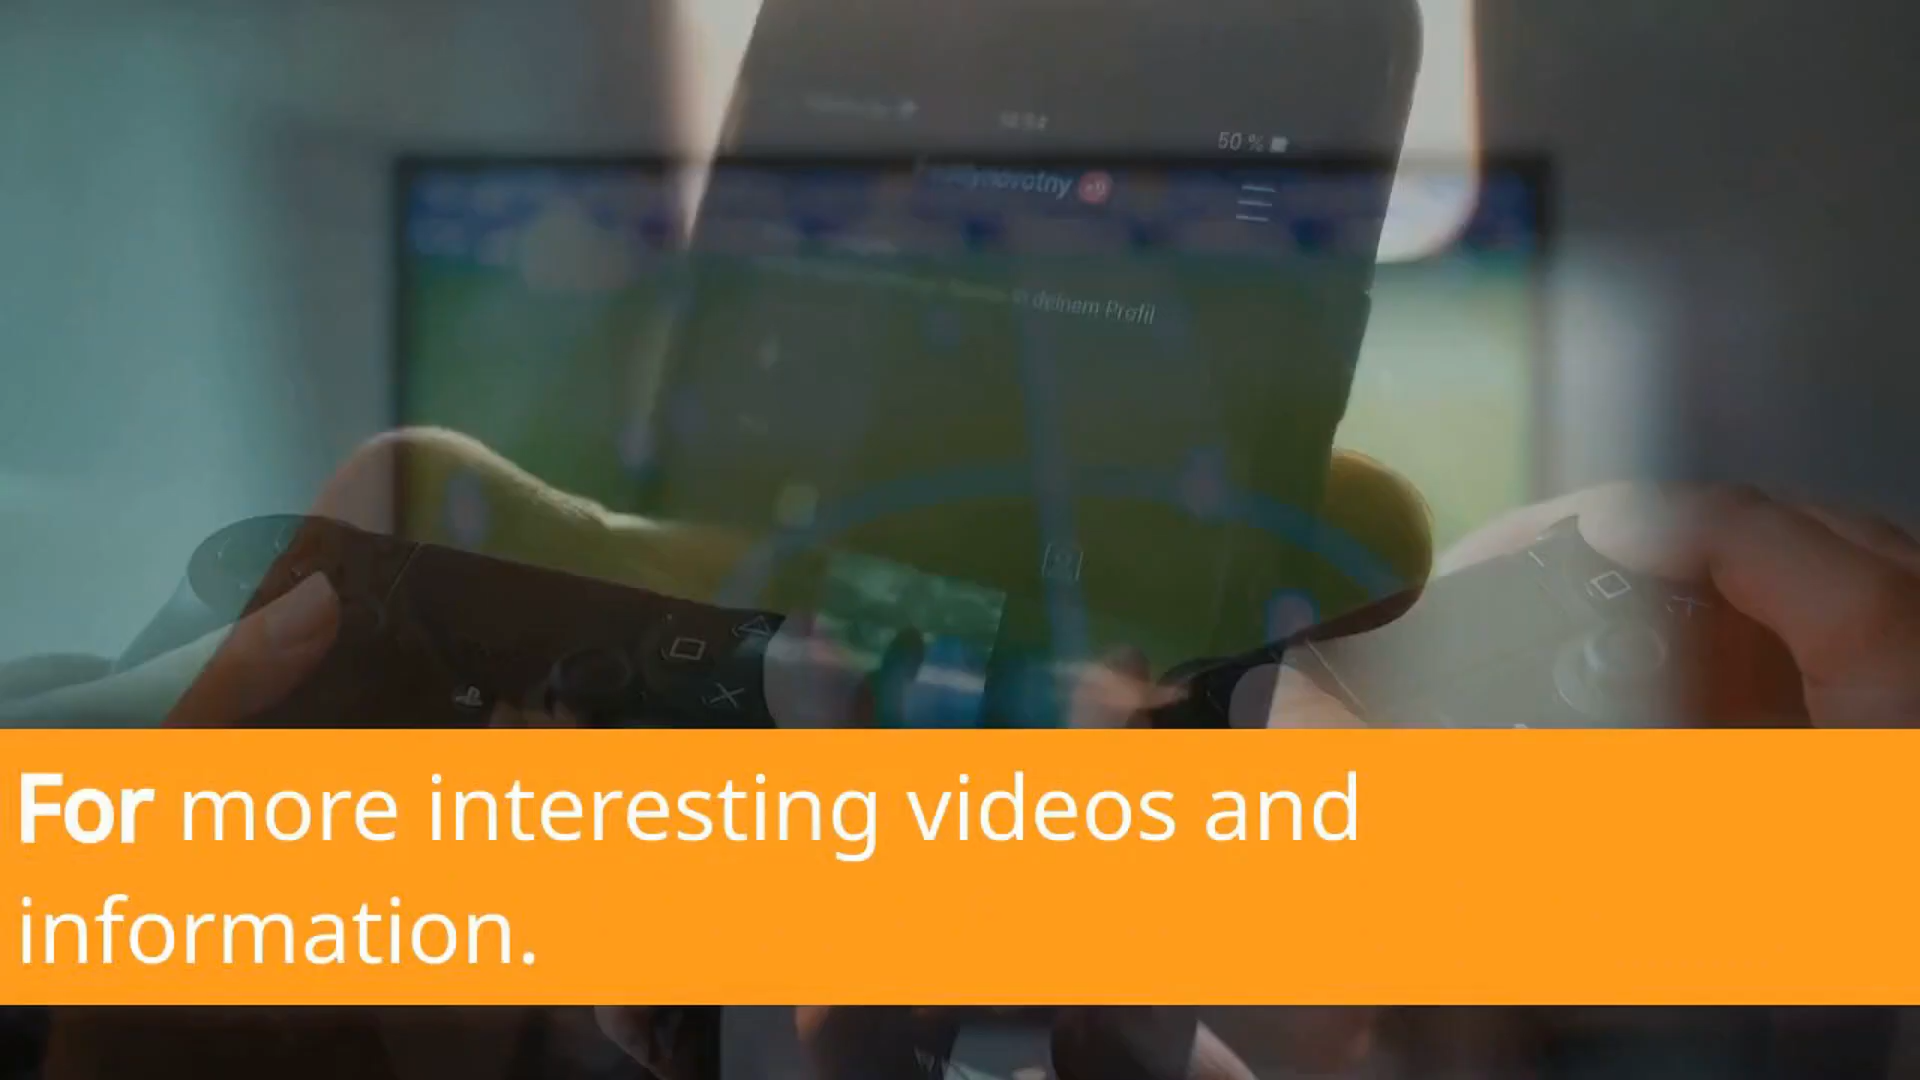 50 %
deinem Profil
For more interesting videos and
information.